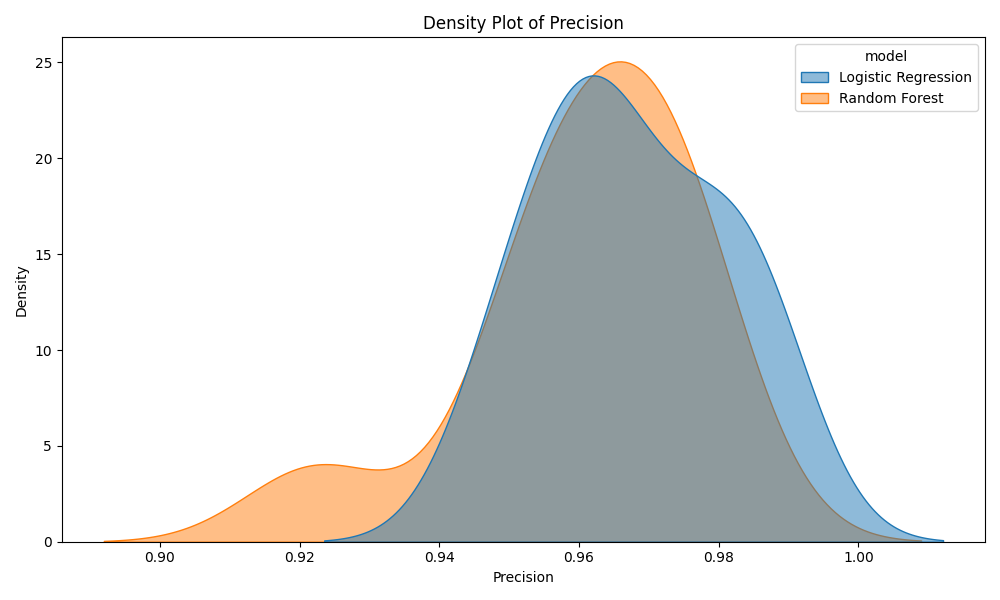 Density Plot of Precision
model
Logistic Regression
Random Forest
Density
25
20
15
10
5
0
0.90 0.92 0.94 0.96 0.98 1.00
Precision